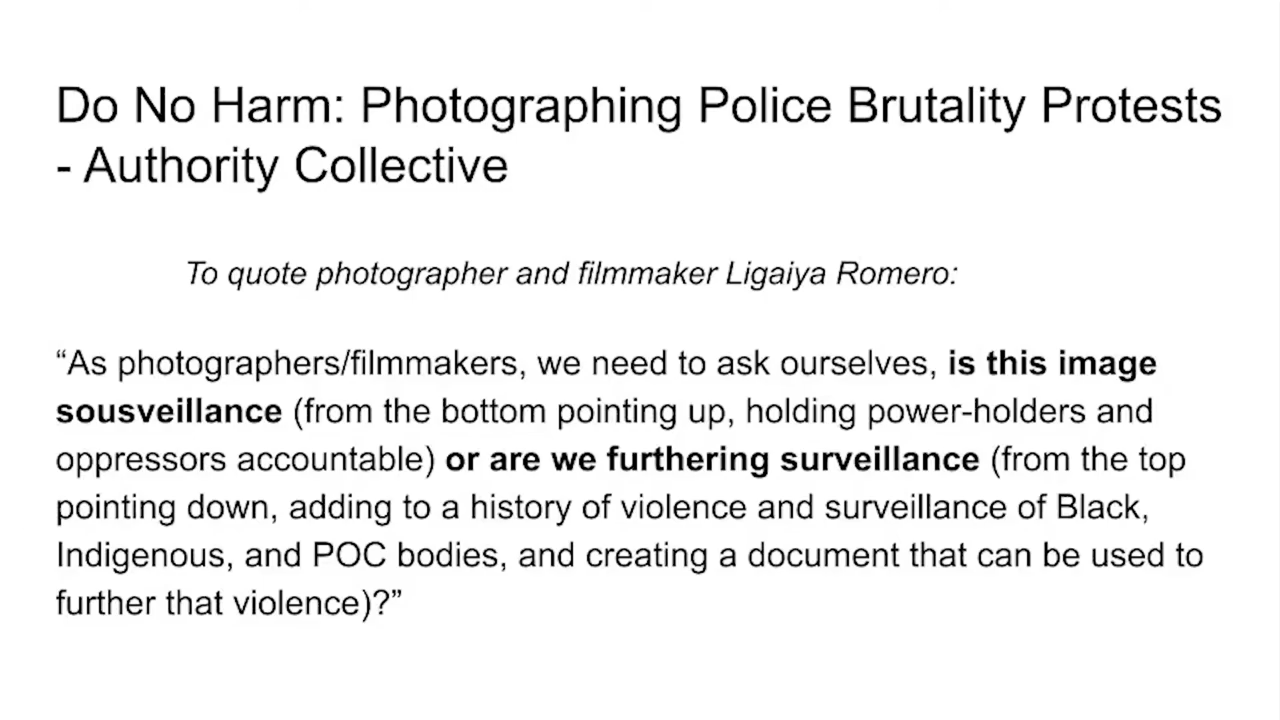 Do No Harm: Photographing Police Brutality Protests
- Authority Collective
To quote photographer and filmmaker Ligaiya Romero:
“As photographers/filmmakers, we need to ask ourselves, is this image
sousveillance (from the bottom pointing up, holding power-holders and
oppressors accountable) or are we furthering surveillance (from the top
pointing down, adding to a history of violence and surveillance of Black,
Indigenous, and POC bodies, and creating a document that can be used to
further that violence)?”